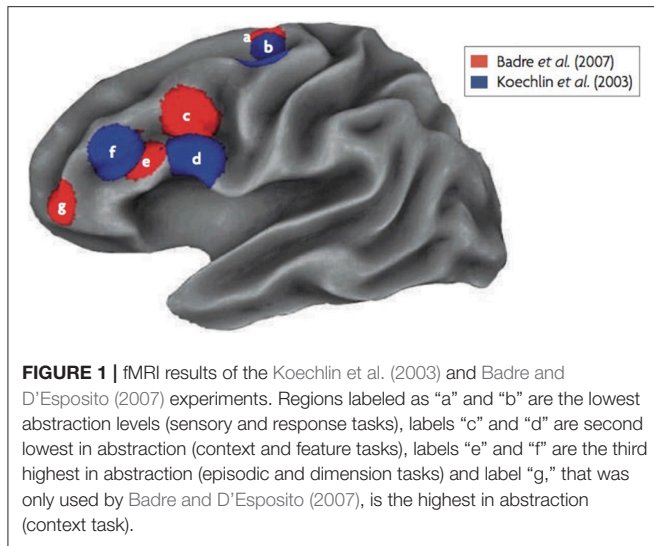 a
b
Badre et al. (2007)
Koechlin et al. (2003)
c
f
e
d
g
FIGURE 1 | fMRI results of the Koechlin et al. (2003) and Badre and
D’Esposito (2007) experiments. Regions labeled as “a” and “b” are the lowest
abstraction levels (sensory and response tasks), labels “c” and “d” are second
lowest in abstraction (context and feature tasks), labels “e” and “f” are the third
highest in abstraction (episodic and dimension tasks) and label “g,” that was
only used by Badre and D’Esposito (2007), is the highest in abstraction
(context task).